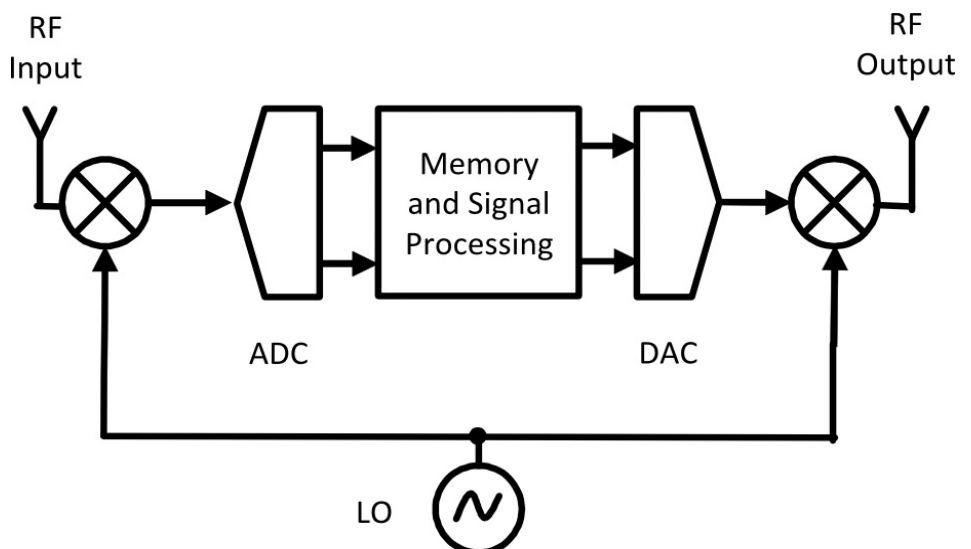 RF
Input
RF
Output
Memory
and Signal
Processing
ADC
DAC
LO